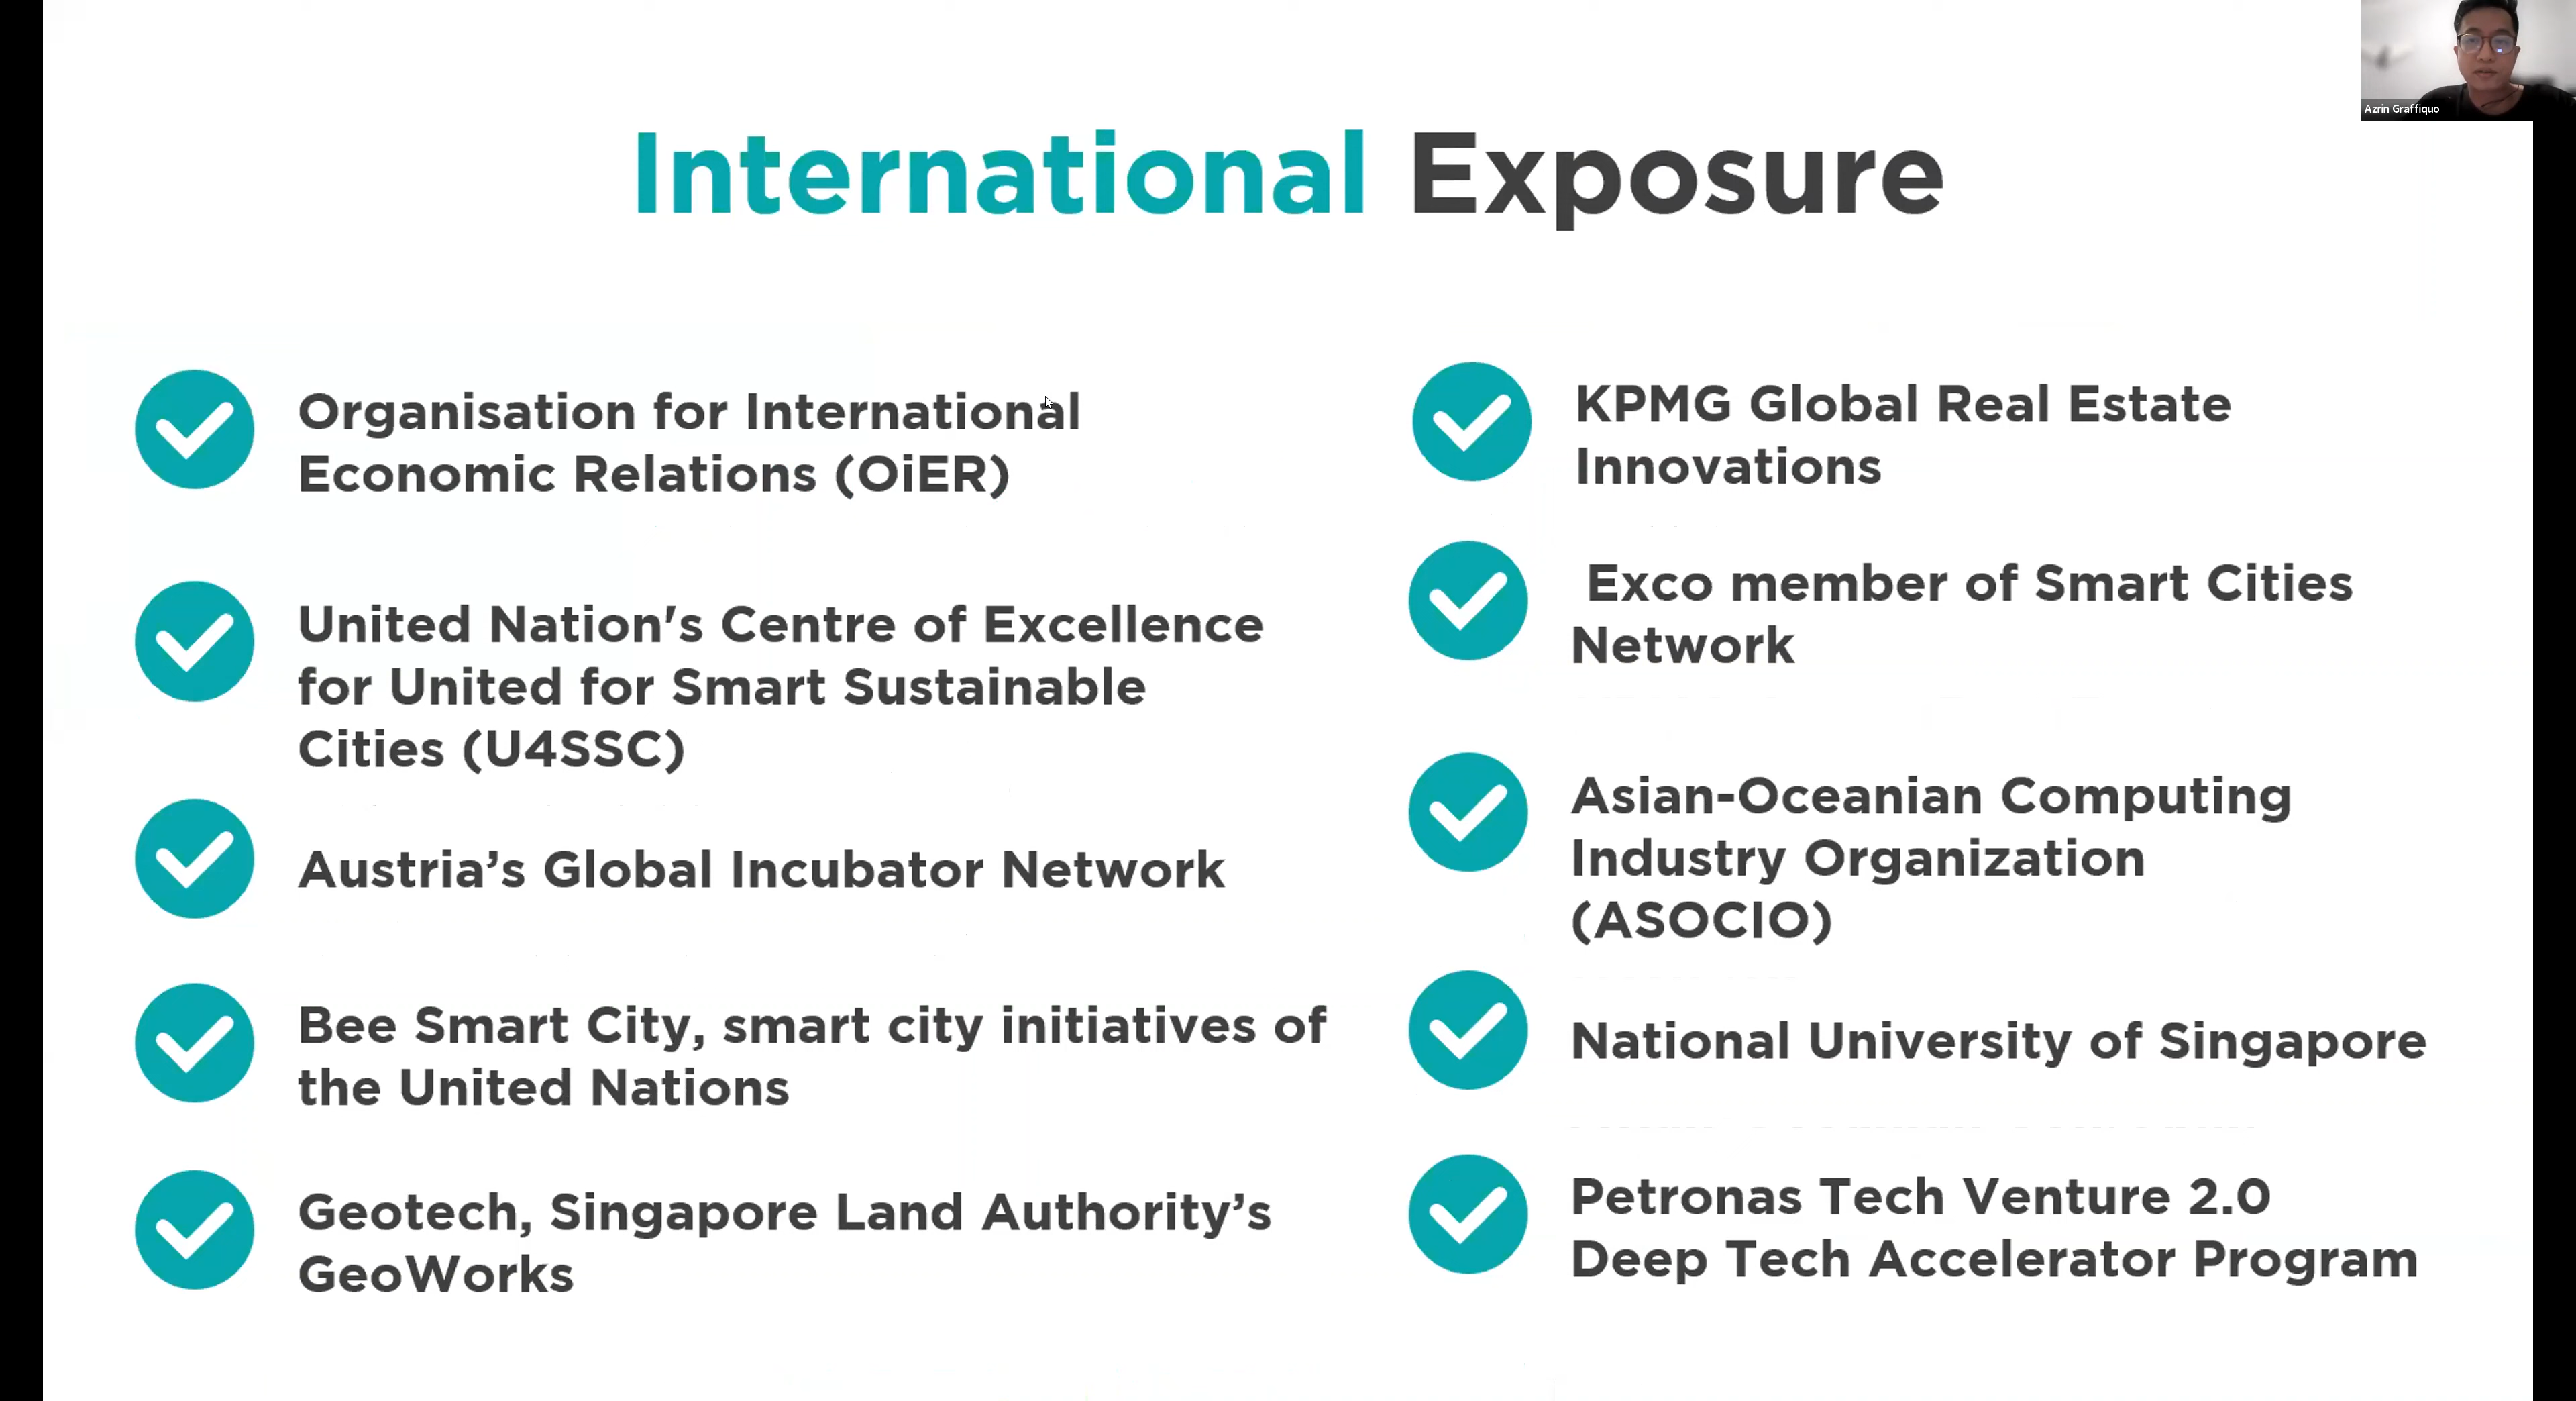 Azrin Graffiquo
International Exposure
Organisation for International
Economic Relations (OiER)
United Nation's Centre of Excellence
for United for Smart Sustainable
Cities (U4SSC)
Austria’s Global Incubator Network
Bee Smart City, smart city initiatives of
the United Nations
Geotech, Singapore Land Authority’s
GeoWorks
KPMG Global Real Estate
Innovations
Exco member of Smart Cities
Network
Asian-Oceanian Computing
Industry Organization
(ASOCIO)
National University of Singapore
Petronas Tech Venture 2.0
Deep Tech Accelerator Program